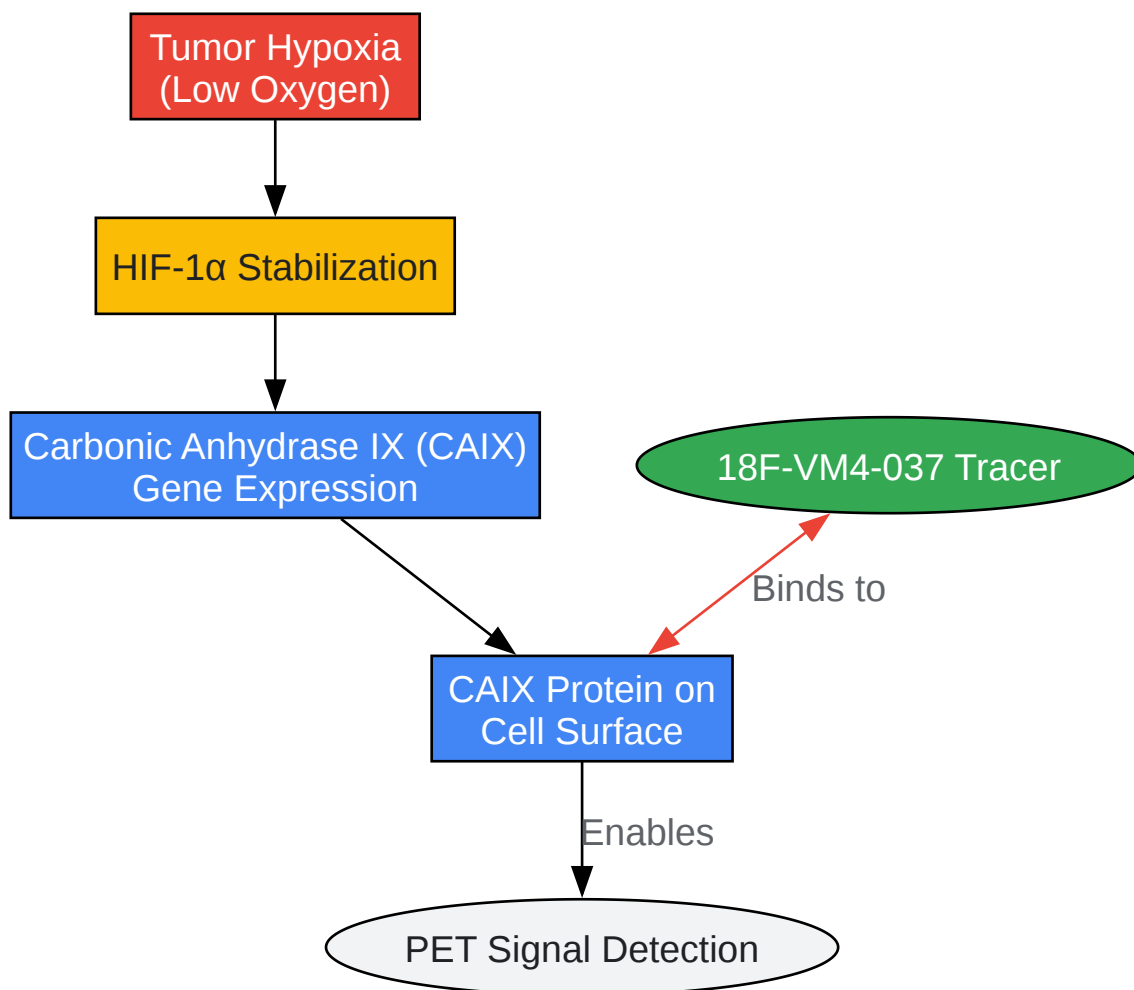 Tumor Hypoxia
(Low Oxygen)
HIF-1α Stabilization
Carbonic Anhydrase IX (CAIX)
Gene Expression
18F-VM4-037 Tracer
Binds to
CAIX Protein on
Cell Surface
Enables
PET Signal Detection